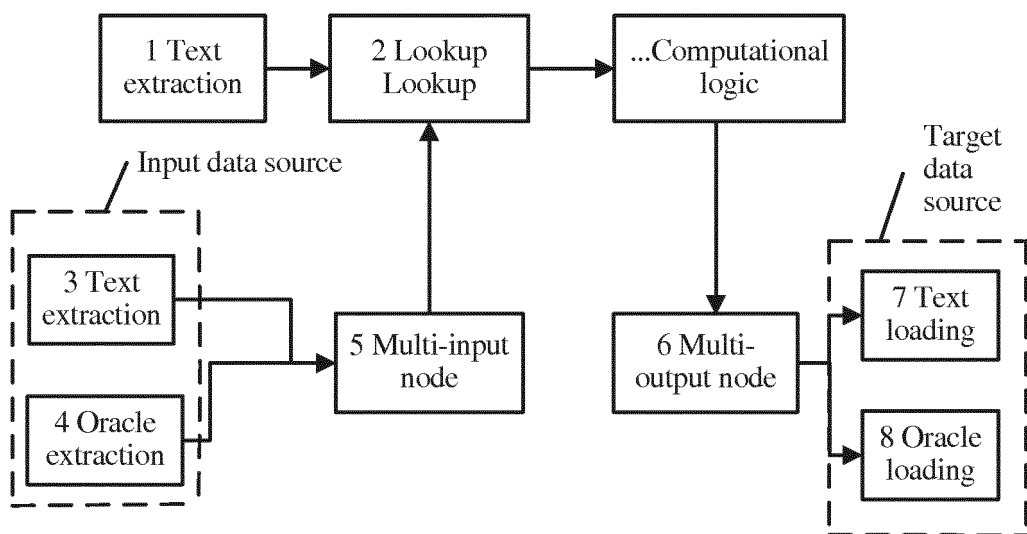 1 Text
extraction
2 Lookup
Lookup
...Computational
logic
Input data source
Target
data
source
3 Text
extraction
4 Oracle
extraction
5 Multi-input
node
6 Multi-
output node
7 Text
loading
8 Oracle
loading